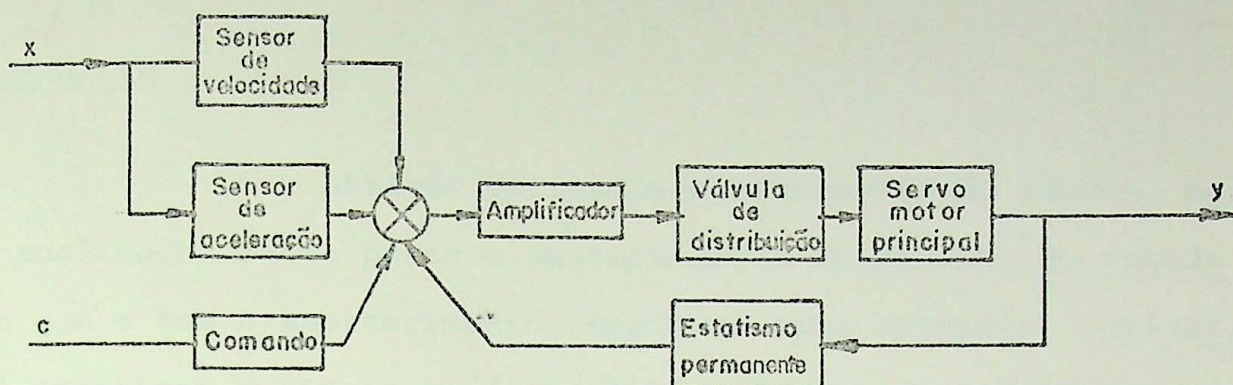 x
Sensor
de
velocidade
Sensor
de
aceleração
Amplificador
Válvula
de
distribuição
Servo
motor
principal
y
c
Comando
Estatismo
permanente